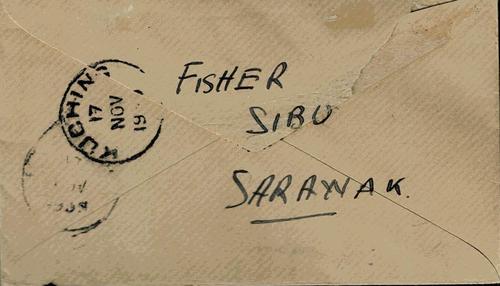 FISHER
SIBU
SARAWAK.
KUCHING
17
NOV
19